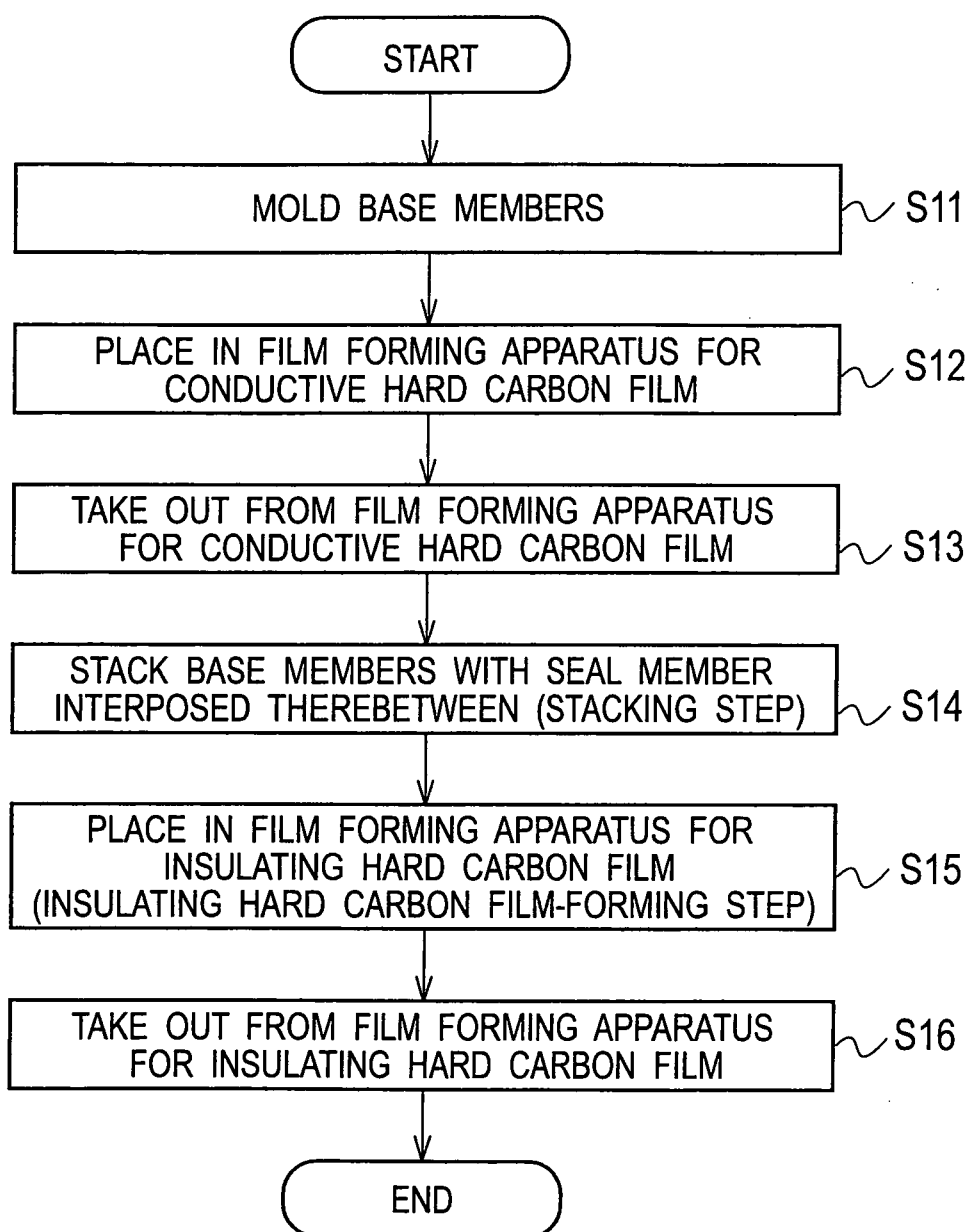 START
MOLD BASE MEMBERS
S11
PLACE IN FILM FORMING APPARATUS FOR
CONDUCTIVE HARD CARBON FILM
S12
TAKE OUT FROM FILM FORMING APPARATUS
FOR CONDUCTIVE HARD CARBON FILM
S13
STACK BASE MEMBERS WITH SEAL MEMBER
INTERPOSED THEREBETWEEN (STACKING STEP)
S14
PLACE IN FILM FORMING APPARATUS FOR
INSULATING HARD CARBON FILM
(INSULATING HARD CARBON FILM-FORMING STEP)
S15
TAKE OUT FROM FILM FORMING APPARATUS
FOR INSULATING HARD CARBON FILM
S16
END